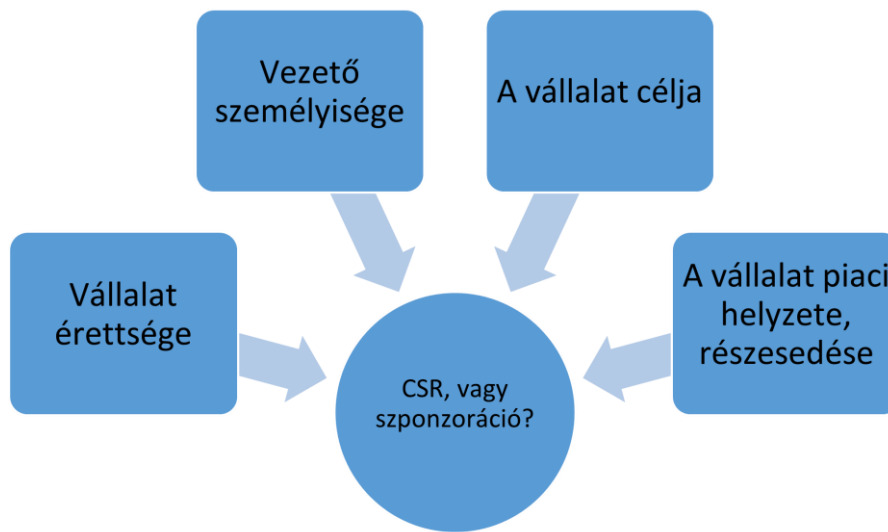 Vezető
személyisége
A vállalat célja
Vállalat
érettsége
A vállalat piaci
helyzete,
részesedése
CSR, vagy
szponzoráció?